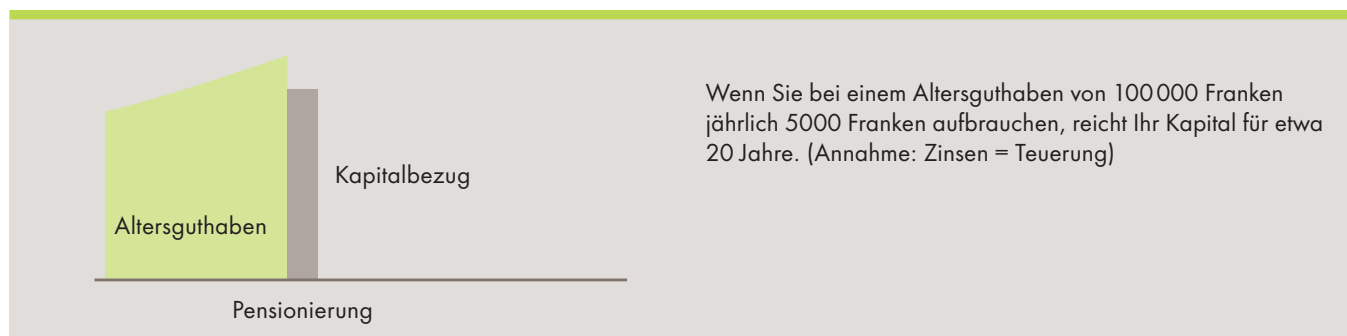 Wenn Sie bei einem Altersguthaben von 100 000 Franken
jährlich 5000 Franken aufbrauchen, reicht Ihr Kapital für etwa
20 Jahre. (Annahme: Zinsen = Teuerung)
Kapitalbezug
Altersguthaben
Pensionierung